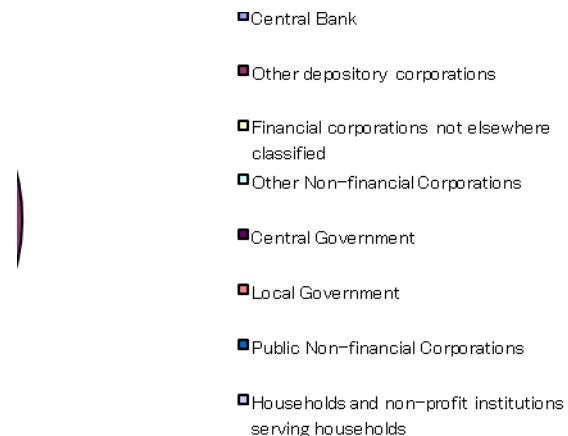 Central Bank
Other depository corporations
Financial corporations not elsewhere
classified
Other Non-financial Corporations
Central Government
Local Government
Public Non-financial Corporations
Households and non-profit institutions
serving households